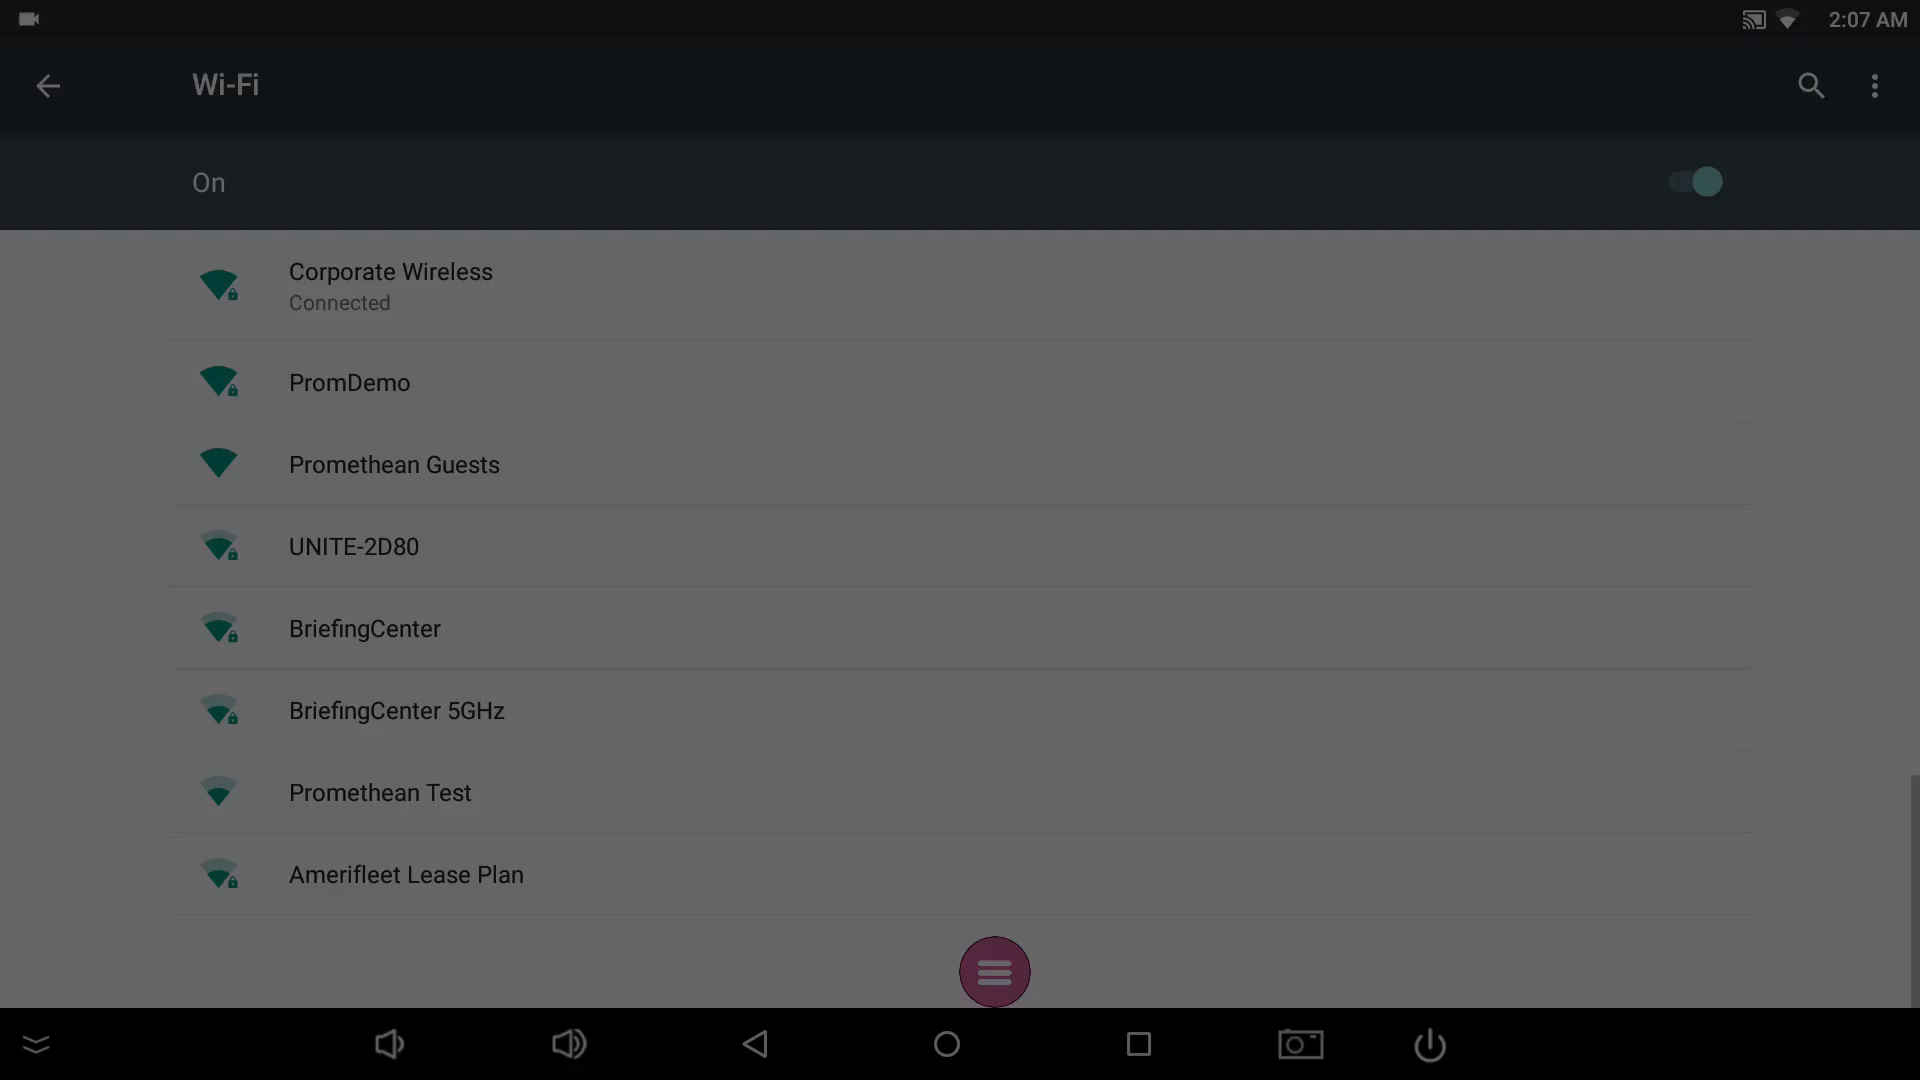 2:07 AM
Wi-Fi
On
Corporate Wireless
Connected
PromDemo
Promethean Guests
UNITE-2D80
BriefingCenter
BriefingCenter 5GHz
Promethean Test
Amerifleet Lease Plan